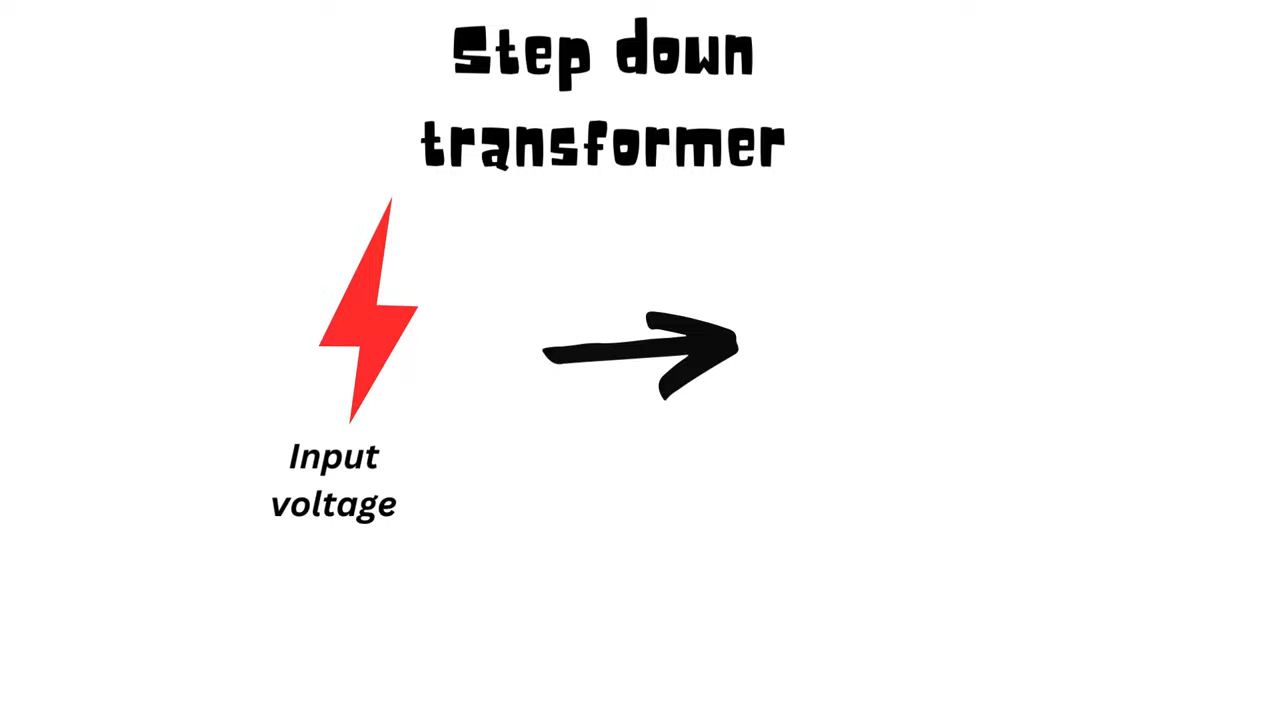 Step down
transformer
Input
voltage